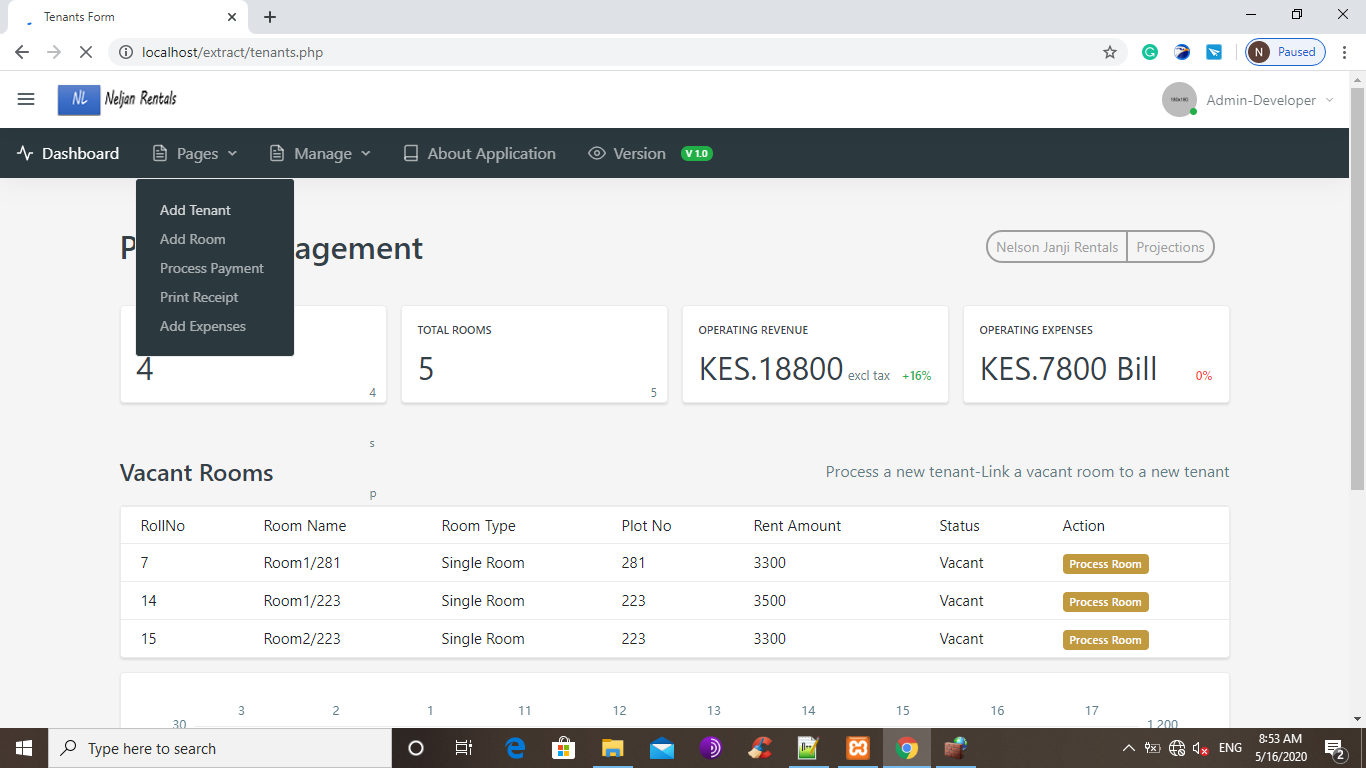 Tenants Form
localhost/extract/tenants.php
N Paused
NL Neljan Rentals
Admin-Developer
Dashboard Pages Manage About Application Version V 1.0
Add Tenant
Add Room
Process Payment
Print Receipt
Add Expenses
P agement
Nelson Janji Rentals Projections
4
4
TOTAL ROOMS
5
5
OPERATING REVENUE
KES.18800 excl tax +16%
OPERATING EXPENSES
KES.7800 Bill 0%
s
Vacant Rooms
Process a new tenant-Link a vacant room to a new tenant
p
RollNo Room Name Room Type Plot No Rent Amount Status Action
7 Room1/281 Single Room 281 3300 Vacant Process Room
14 Room1/223 Single Room 223 3500 Vacant Process Room
15 Room2/223 Single Room 223 3300 Vacant Process Room
3 2 1 11 12 13 14 15 16 17
30 1,200
Type here to search
ENG
8:53 AM
5/16/2020
2